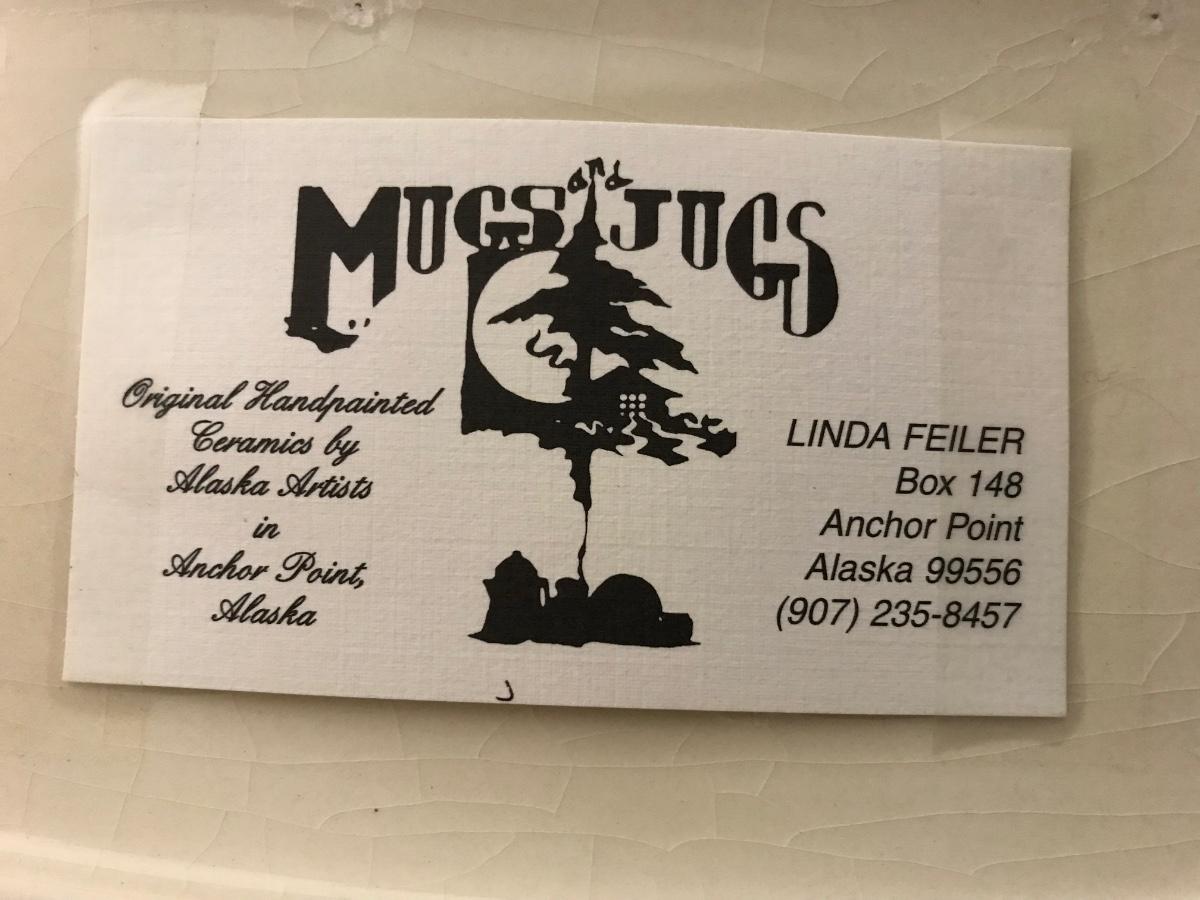 MUGS and JUGS
Original Handpainted
Ceramics by
Alaska Artists
in
Anchor Point,
Alaska
LINDA FEILER
Box 148
Anchor Point
Alaska 99556
(907) 235-8457